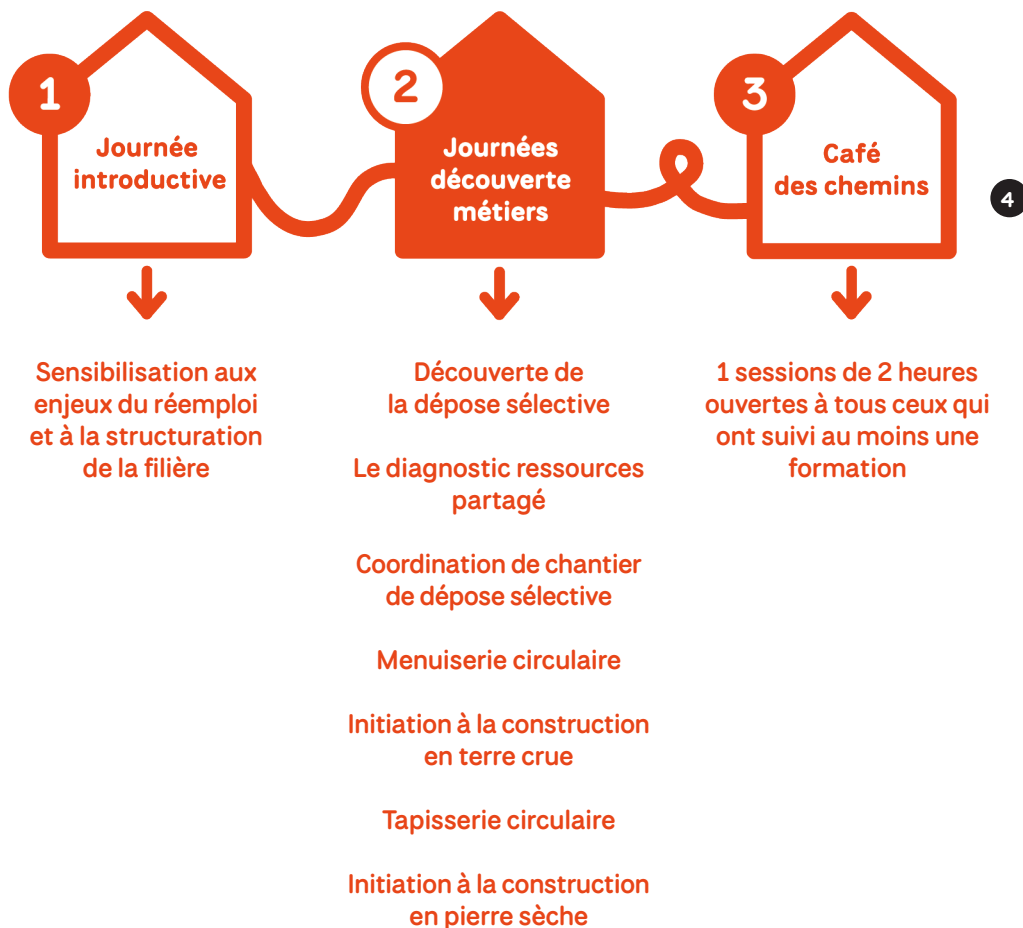 1
Journée
introductive
Sensibilisation aux
enjeux du réemploi
et à la structuration
de la filière
2
Journées
découverte
métiers
Découverte de
la dépose sélective
Le diagnostic ressources
partagé
Coordination de chantier
de dépose sélective
Menuiserie circulaire
Initiation à la construction
en terre crue
Tapisserie circulaire
Initiation à la construction
en pierre sèche
3
Café
des chemins
1 sessions de 2 heures
ouvertes à tous ceux qui
ont suivi au moins une
formation
4